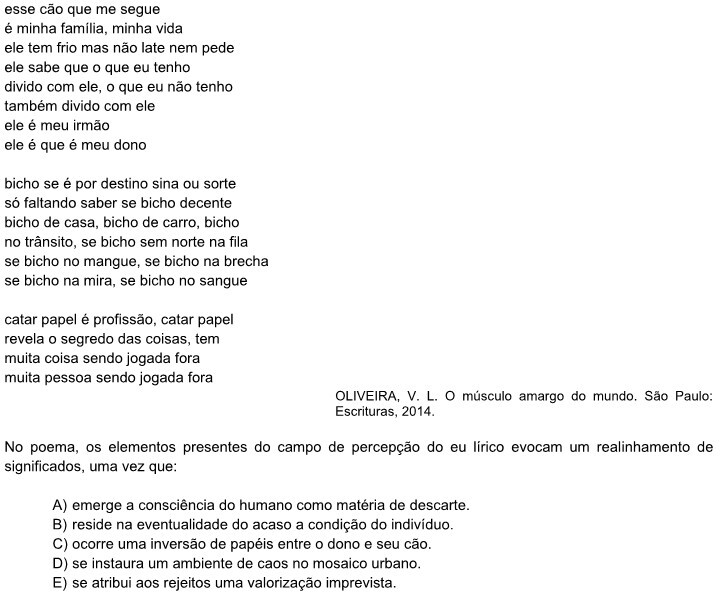 esse cão que me segue
é minha família, minha vida
ele tem frio mas não late nem pede
ele sabe que o que eu tenho
divido com ele, o que eu não tenho
também divido com ele
ele é meu irmão
ele é que é meu dono
bicho se é por destino sina ou sorte
só faltando saber se bicho decente
bicho de casa, bicho de carro, bicho
no trânsito, se bicho sem norte na fila
se bicho no mangue, se bicho na brecha
se bicho na mira, se bicho no sangue
catar papel é profissão, catar papel
revela o segredo das coisas, tem
muita coisa sendo jogada fora
muita pessoa sendo jogada fora
OLIVEIRA, V. L. O músculo amargo do mundo. São Paulo:
Escrituras, 2014.
No poema, os elementos presentes do campo de percepção do eu lírico evocam um realinhamento de
significados, uma vez que:
A) emerge a consciência do humano como matéria de descarte.
B) reside na eventualidade do acaso a condição do indivíduo.
C) ocorre uma inversão de papéis entre o dono e seu cão.
D) se instaura um ambiente de caos no mosaico urbano.
E) se atribui aos rejeitos uma valorização imprevista.